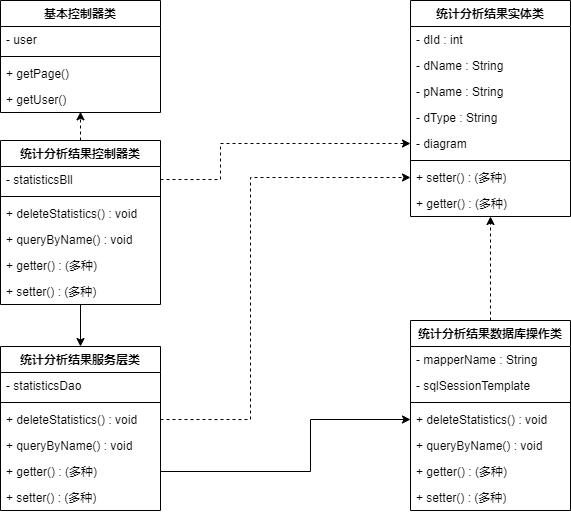 基本控制器类
- user
+ getPage()
+ getUser()
统计分析结果控制器类
- statisticsBll
+ deleteStatistics() : void
+ queryByName() : void
+ getter() : (多种)
+ setter() : (多种)
统计分析结果服务层类
- statisticsDao
+ deleteStatistics() : void
+ queryByName() : void
+ getter() : (多种)
+ setter() : (多种)
统计分析结果实体类
- dId : int
- dName : String
- pName : String
- dType : String
- diagram
+ setter() : (多种)
+ getter() : (多种)
统计分析结果数据库操作类
- mapperName : String
- sqlSessionTemplate
+ deleteStatistics() : void
+ queryByName() : void
+ getter() : (多种)
+ setter() : (多种)